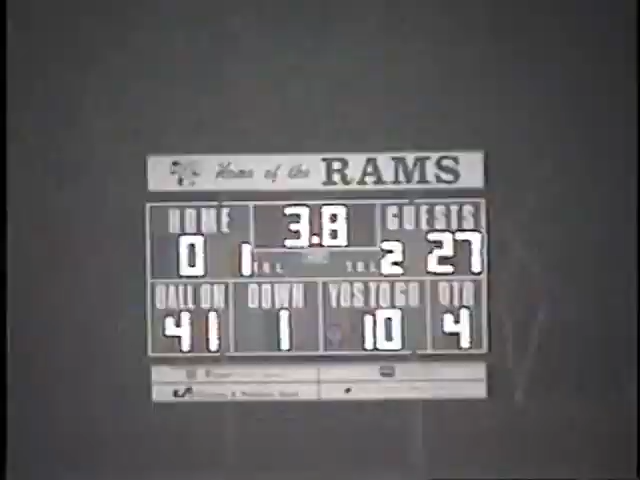 Home of the RAMS
HOME 3.8 GUESTS
0 1 T.O.L. T.O.L. 2 27
BALL ON DOWN YDS TO GO QTR
41 1 10 4